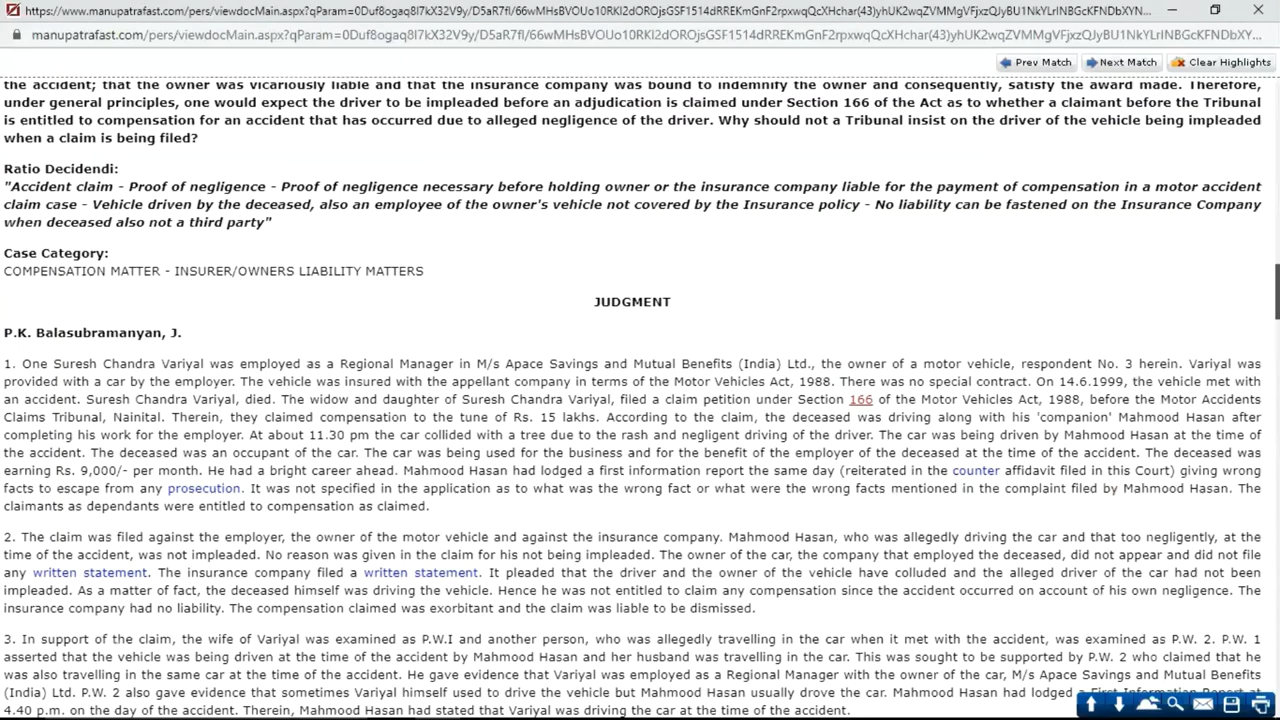 https://www.manupatrafast.com/pers/viewdocMain.aspx?qParam=0Duf8ogaq8l7kX32V9y/D5aR7fl/66wMHsBVOUo10RKI2dOROjsGSF1514dRREKmGnF2rpxwqQcXHchar(43)yhUK2wqZVMMgVFjxzQJyBU1NkYLrINBGcKFNDbXYN...
manupatrafast.com/pers/viewdocMain.aspx?qParam=0Duf8ogaq8l7kX32V9y/D5aR7fl/66wMHsBVOUo10RKI2dOROjsGSF1514dRREKmGnF2rpxwqQcXHchar(43)yhUK2wqZVMMgVFjxzQJyBU1NkYLrINBGcKFNDbXY...
Prev Match Next Match Clear Highlights
the accident; that the owner was vicariously liable and that the insurance company was bound to indemnify the owner and consequently, satisfy the award made. Therefore,
under general principles, one would expect the driver to be impleaded before an adjudication is claimed under Section 166 of the Act as to whether a claimant before the Tribunal
is entitled to compensation for an accident that has occurred due to alleged negligence of the driver. Why should not a Tribunal insist on the driver of the vehicle being impleaded
when a claim is being filed?
Ratio Decidendi:
"Accident claim - Proof of negligence - Proof of negligence necessary before holding owner or the insurance company liable for the payment of compensation in a motor accident
claim case - Vehicle driven by the deceased, also an employee of the owner's vehicle not covered by the Insurance policy - No liability can be fastened on the Insurance Company
when deceased also not a third party"
Case Category:
COMPENSATION MATTER - INSURER/OWNERS LIABILITY MATTERS
JUDGMENT
P.K. Balasubramanyan, J.
1. One Suresh Chandra Variyal was employed as a Regional Manager in M/s Apace Savings and Mutual Benefits (India) Ltd., the owner of a motor vehicle, respondent No. 3 herein. Variyal was
provided with a car by the employer. The vehicle was insured with the appellant company in terms of the Motor Vehicles Act, 1988. There was no special contract. On 14.6.1999, the vehicle met with
an accident. Suresh Chandra Variyal, died. The widow and daughter of Suresh Chandra Variyal, filed a claim petition under Section 166 of the Motor Vehicles Act, 1988, before the Motor Accidents
Claims Tribunal, Nainital. Therein, they claimed compensation to the tune of Rs. 15 lakhs. According to the claim, the deceased was driving along with his 'companion' Mahmood Hasan after
completing his work for the employer. At about 11.30 pm the car collided with a tree due to the rash and negligent driving of the driver. The car was being driven by Mahmood Hasan at the time of
the accident. The deceased was an occupant of the car. The car was being used for the business and for the benefit of the employer of the deceased at the time of the accident. The deceased was
earning Rs. 9,000/- per month. He had a bright career ahead. Mahmood Hasan had lodged a first information report the same day (reiterated in the counter affidavit filed in this Court) giving wrong
facts to escape from any prosecution. It was not specified in the application as to what was the wrong fact or what were the wrong facts mentioned in the complaint filed by Mahmood Hasan. The
claimants as dependants were entitled to compensation as claimed.
2. The claim was filed against the employer, the owner of the motor vehicle and against the insurance company. Mahmood Hasan, who was allegedly driving the car and that too negligently, at the
time of the accident, was not impleaded. No reason was given in the claim for his not being impleaded. The owner of the car, the company that employed the deceased, did not appear and did not file
any written statement. The insurance company filed a written statement. It pleaded that the driver and the owner of the vehicle have colluded and the alleged driver of the car had not been
impleaded. As a matter of fact, the deceased himself was driving the vehicle. Hence he was not entitled to claim any compensation since the accident occurred on account of his own negligence. The
insurance company had no liability. The compensation claimed was exorbitant and the claim was liable to be dismissed.
3. In support of the claim, the wife of Variyal was examined as P.W.I and another person, who was allegedly travelling in the car when it met with the accident, was examined as P.W. 2. P.W. 1
asserted that the vehicle was being driven at the time of the accident by Mahmood Hasan and her husband was travelling in the car. This was sought to be supported by P.W. 2 who claimed that he
was also travelling in the same car at the time of the accident. He gave evidence that Variyal was employed as a Regional Manager with the owner of the car, M/s Apace Savings and Mutual Benefits
(India) Ltd. P.W. 2 also gave evidence that sometimes Variyal himself used to drive the vehicle but Mahmood Hasan usually drove the car. Mahmood Hasan had lodged a First Information Report at
4.40 p.m. on the day of the accident. Therein, Mahmood Hasan had stated that Variyal was driving the car at the time of the accident.